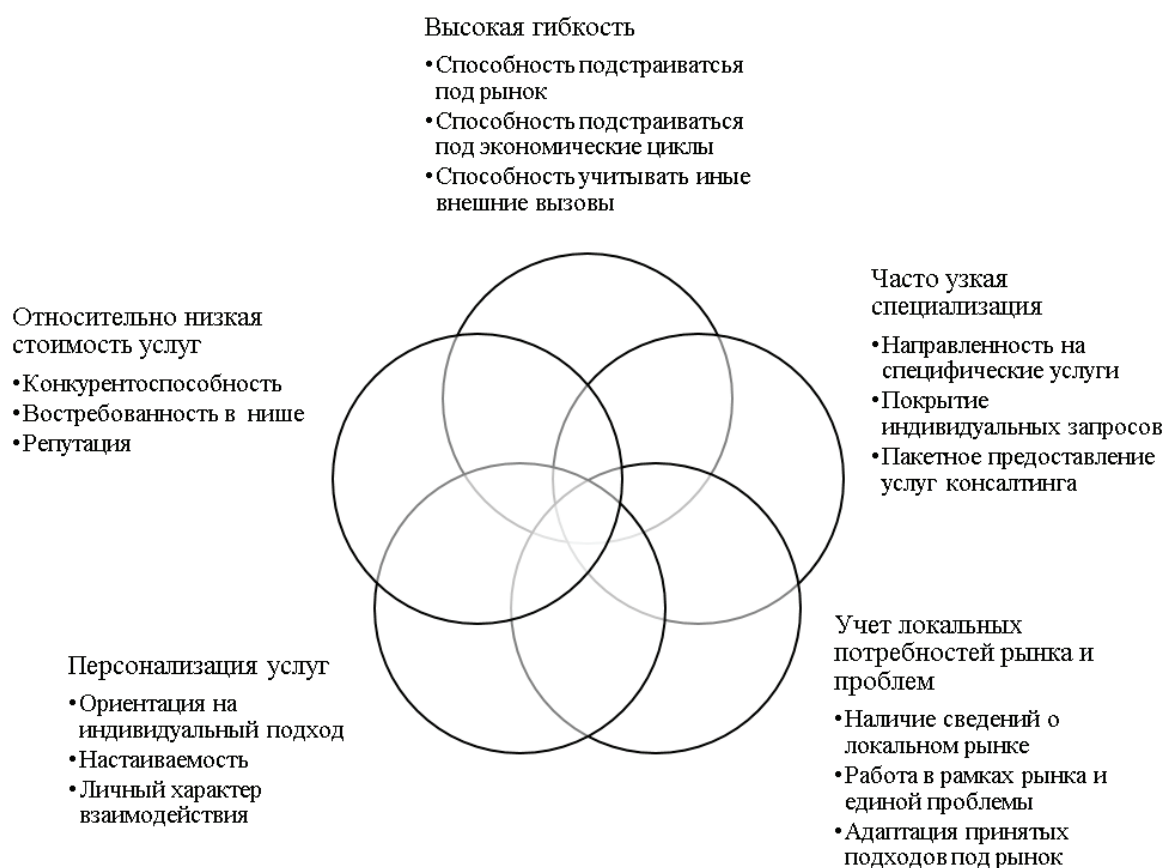 Высокая гибкость
•Способность подстраиватсья
под рынок
•Способность подстраиваться
под экономические циклы
•Способность учитывать иные
внешние вызовы
Часто узкая
специализация
•Направленность на
специфические услуги
•Покрытие
индивидуальных запросов
•Пакетное предоставление
услуг консалтинга
Учет локальных
потребностей рынка и
проблем
•Наличие сведений о
локальном рынке
•Работа в рамках рынка и
единой проблемы
•Адаптация принятых
подходов под рынок
Персонализация услуг
•Ориентация на
индивидуальный подход
•Настаиваемость
•Личный характер
взаимодействия
Относительно низкая
стоимость услуг
•Конкурентоспособность
•Востребованность в нише
•Репутация